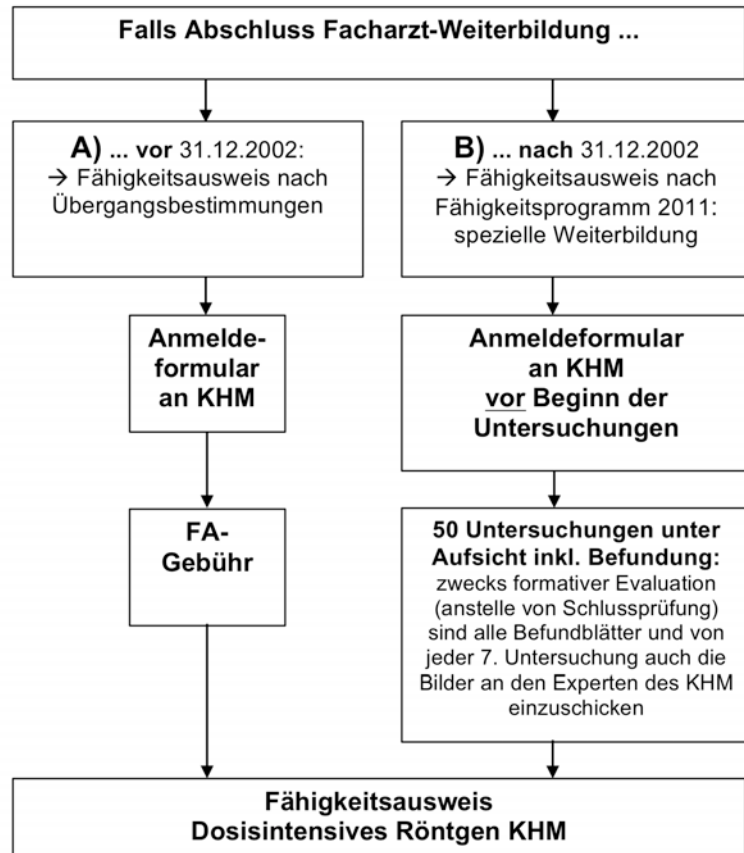 Falls Abschluss Facharzt-Weiterbildung ...
A) ... vor 31.12.2002:
→ Fähigkeitsausweis nach
Übergangsbestimmungen
B) ... nach 31.12.2002
→ Fähigkeitsausweis nach
Fähigkeitsprogramm 2011:
spezielle Weiterbildung
Anmelde-
formular
an KHM
Anmeldeformular
an KHM
vor Beginn der
Untersuchungen
FA-
Gebühr
50 Untersuchungen unter
Aufsicht inkl. Befundung:
zwecks formativer Evaluation
(anstelle von Schlussprüfung)
sind alle Befundblätter und von
jeder 7. Untersuchung auch die
Bilder an den Experten des KHM
einzuschicken
Fähigkeitsausweis
Dosisintensives Röntgen KHM